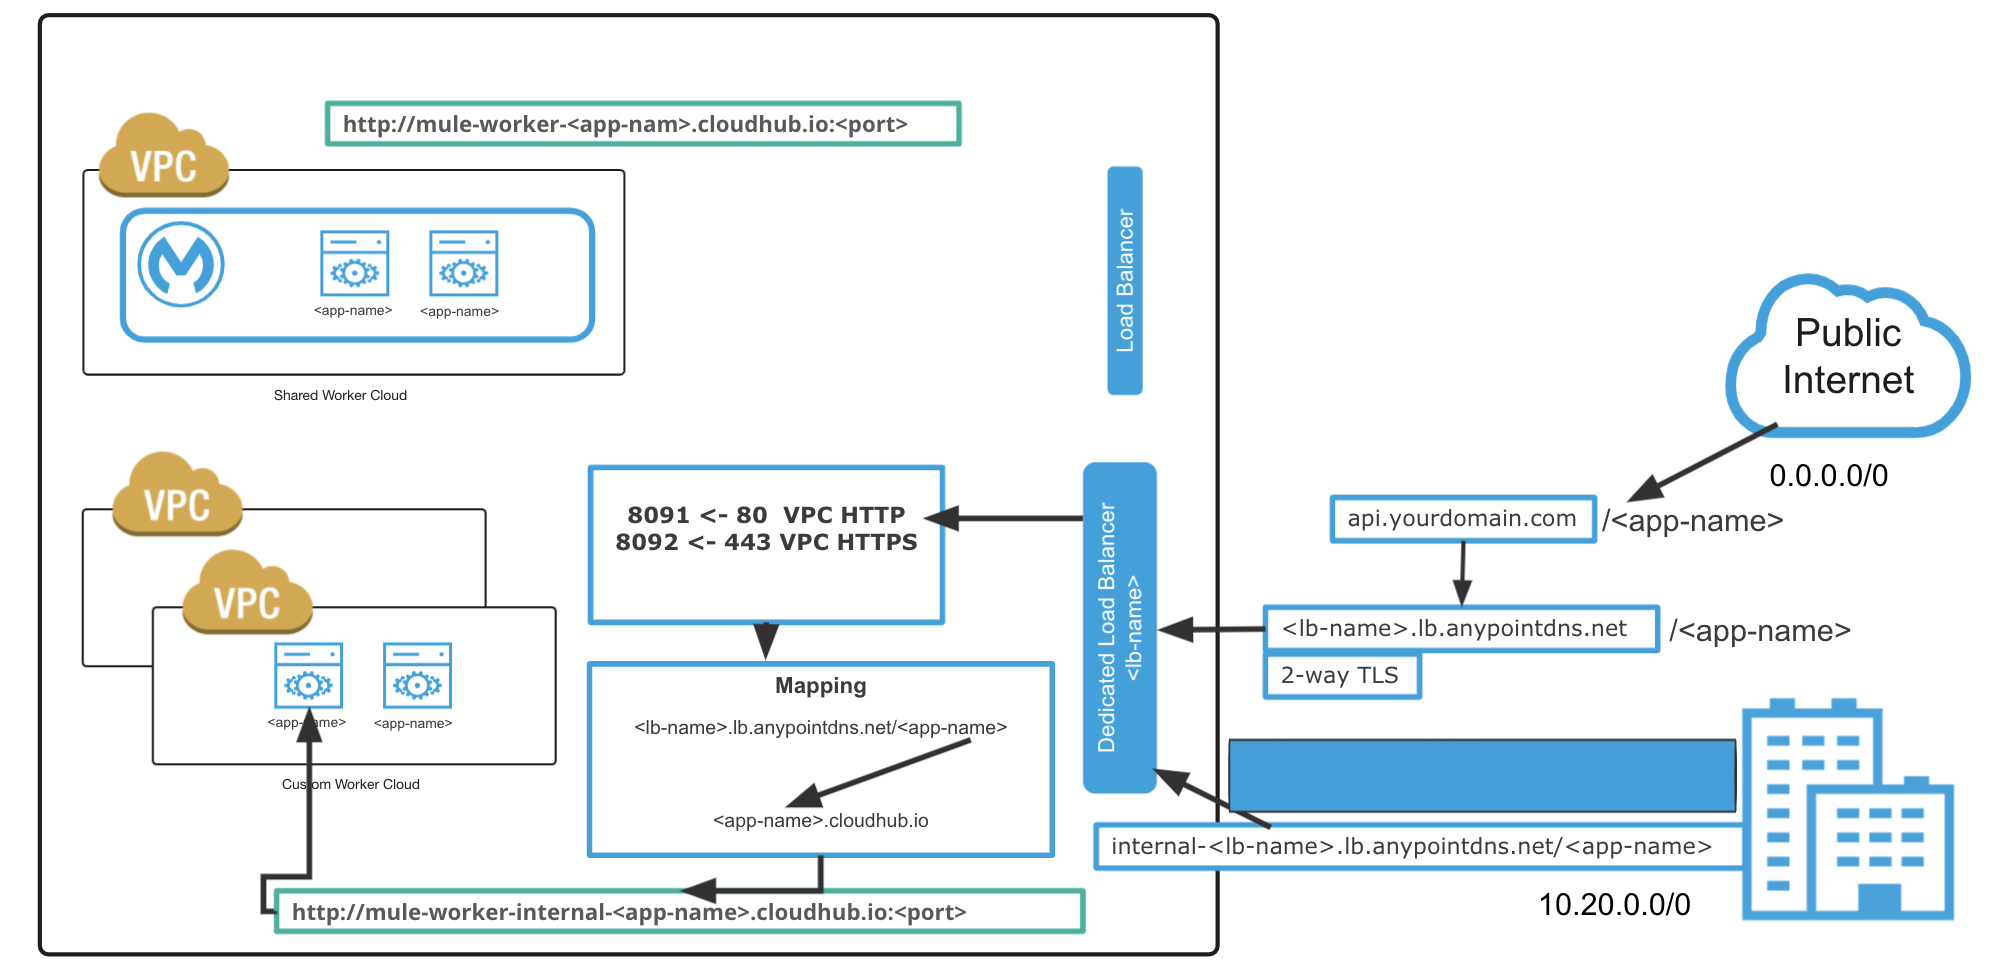 http://mule-worker-<app-nam>.cloudhub.io:<port>
VPC
<app-name>
<app-name>
Shared Worker Cloud
Load Balancer
Public
Internet
0.0.0.0/0
api.yourdomain.com
/<app-name>
<lb-name>.lb.anypointdns.net
/<app-name>
2-way TLS
Dedicated Load Balancer
<lb-name>
8091 <- 80 VPC HTTP
8092 <- 443 VPC HTTPS
VPC
VPC
<app-name>
<app-name>
Custom Worker Cloud
Mapping
<lb-name>.lb.anypointdns.net/<app-name>
<app-name>.cloudhub.io
internal-<lb-name>.lb.anypointdns.net/<app-name>
10.20.0.0/0
http://mule-worker-internal-<app-name>.cloudhub.io:<port>